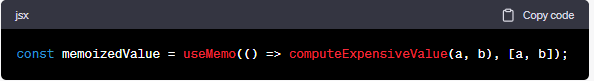 jsx
Copy code
const memoizedValue = useMemo(() => computeExpensiveValue(a, b), [a, b]);